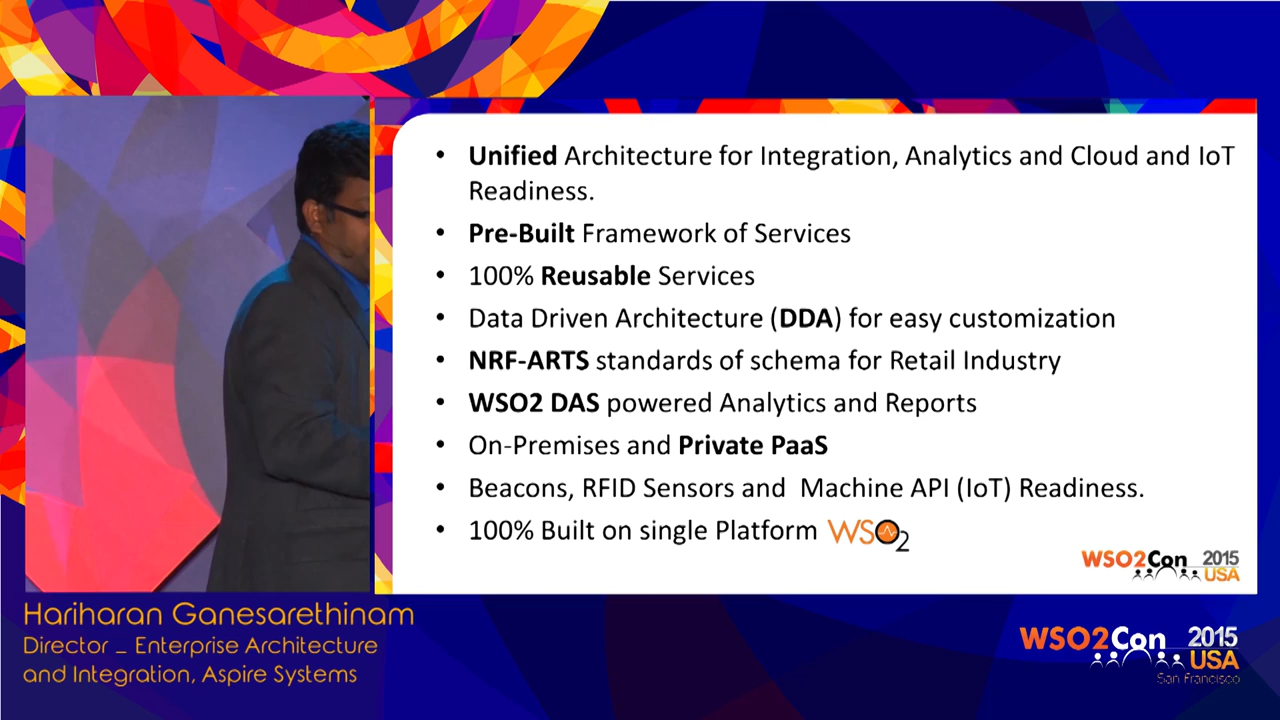 • Unified Architecture for Integration, Analytics and Cloud and IoT
Readiness.
• Pre-Built Framework of Services
• 100% Reusable Services
• Data Driven Architecture (DDA) for easy customization
• NRF-ARTS standards of schema for Retail Industry
• WSO2 DAS powered Analytics and Reports
• On-Premises and Private PaaS
• Beacons, RFID Sensors and Machine API (IoT) Readiness.
• 100% Built on single Platform WSO2
WSO2Con 2015
USA
Hariharan Ganesarethinam
Director _ Enterprise Architecture
and Integration, Aspire Systems
WSO2Con 2015
USA
San Francisco